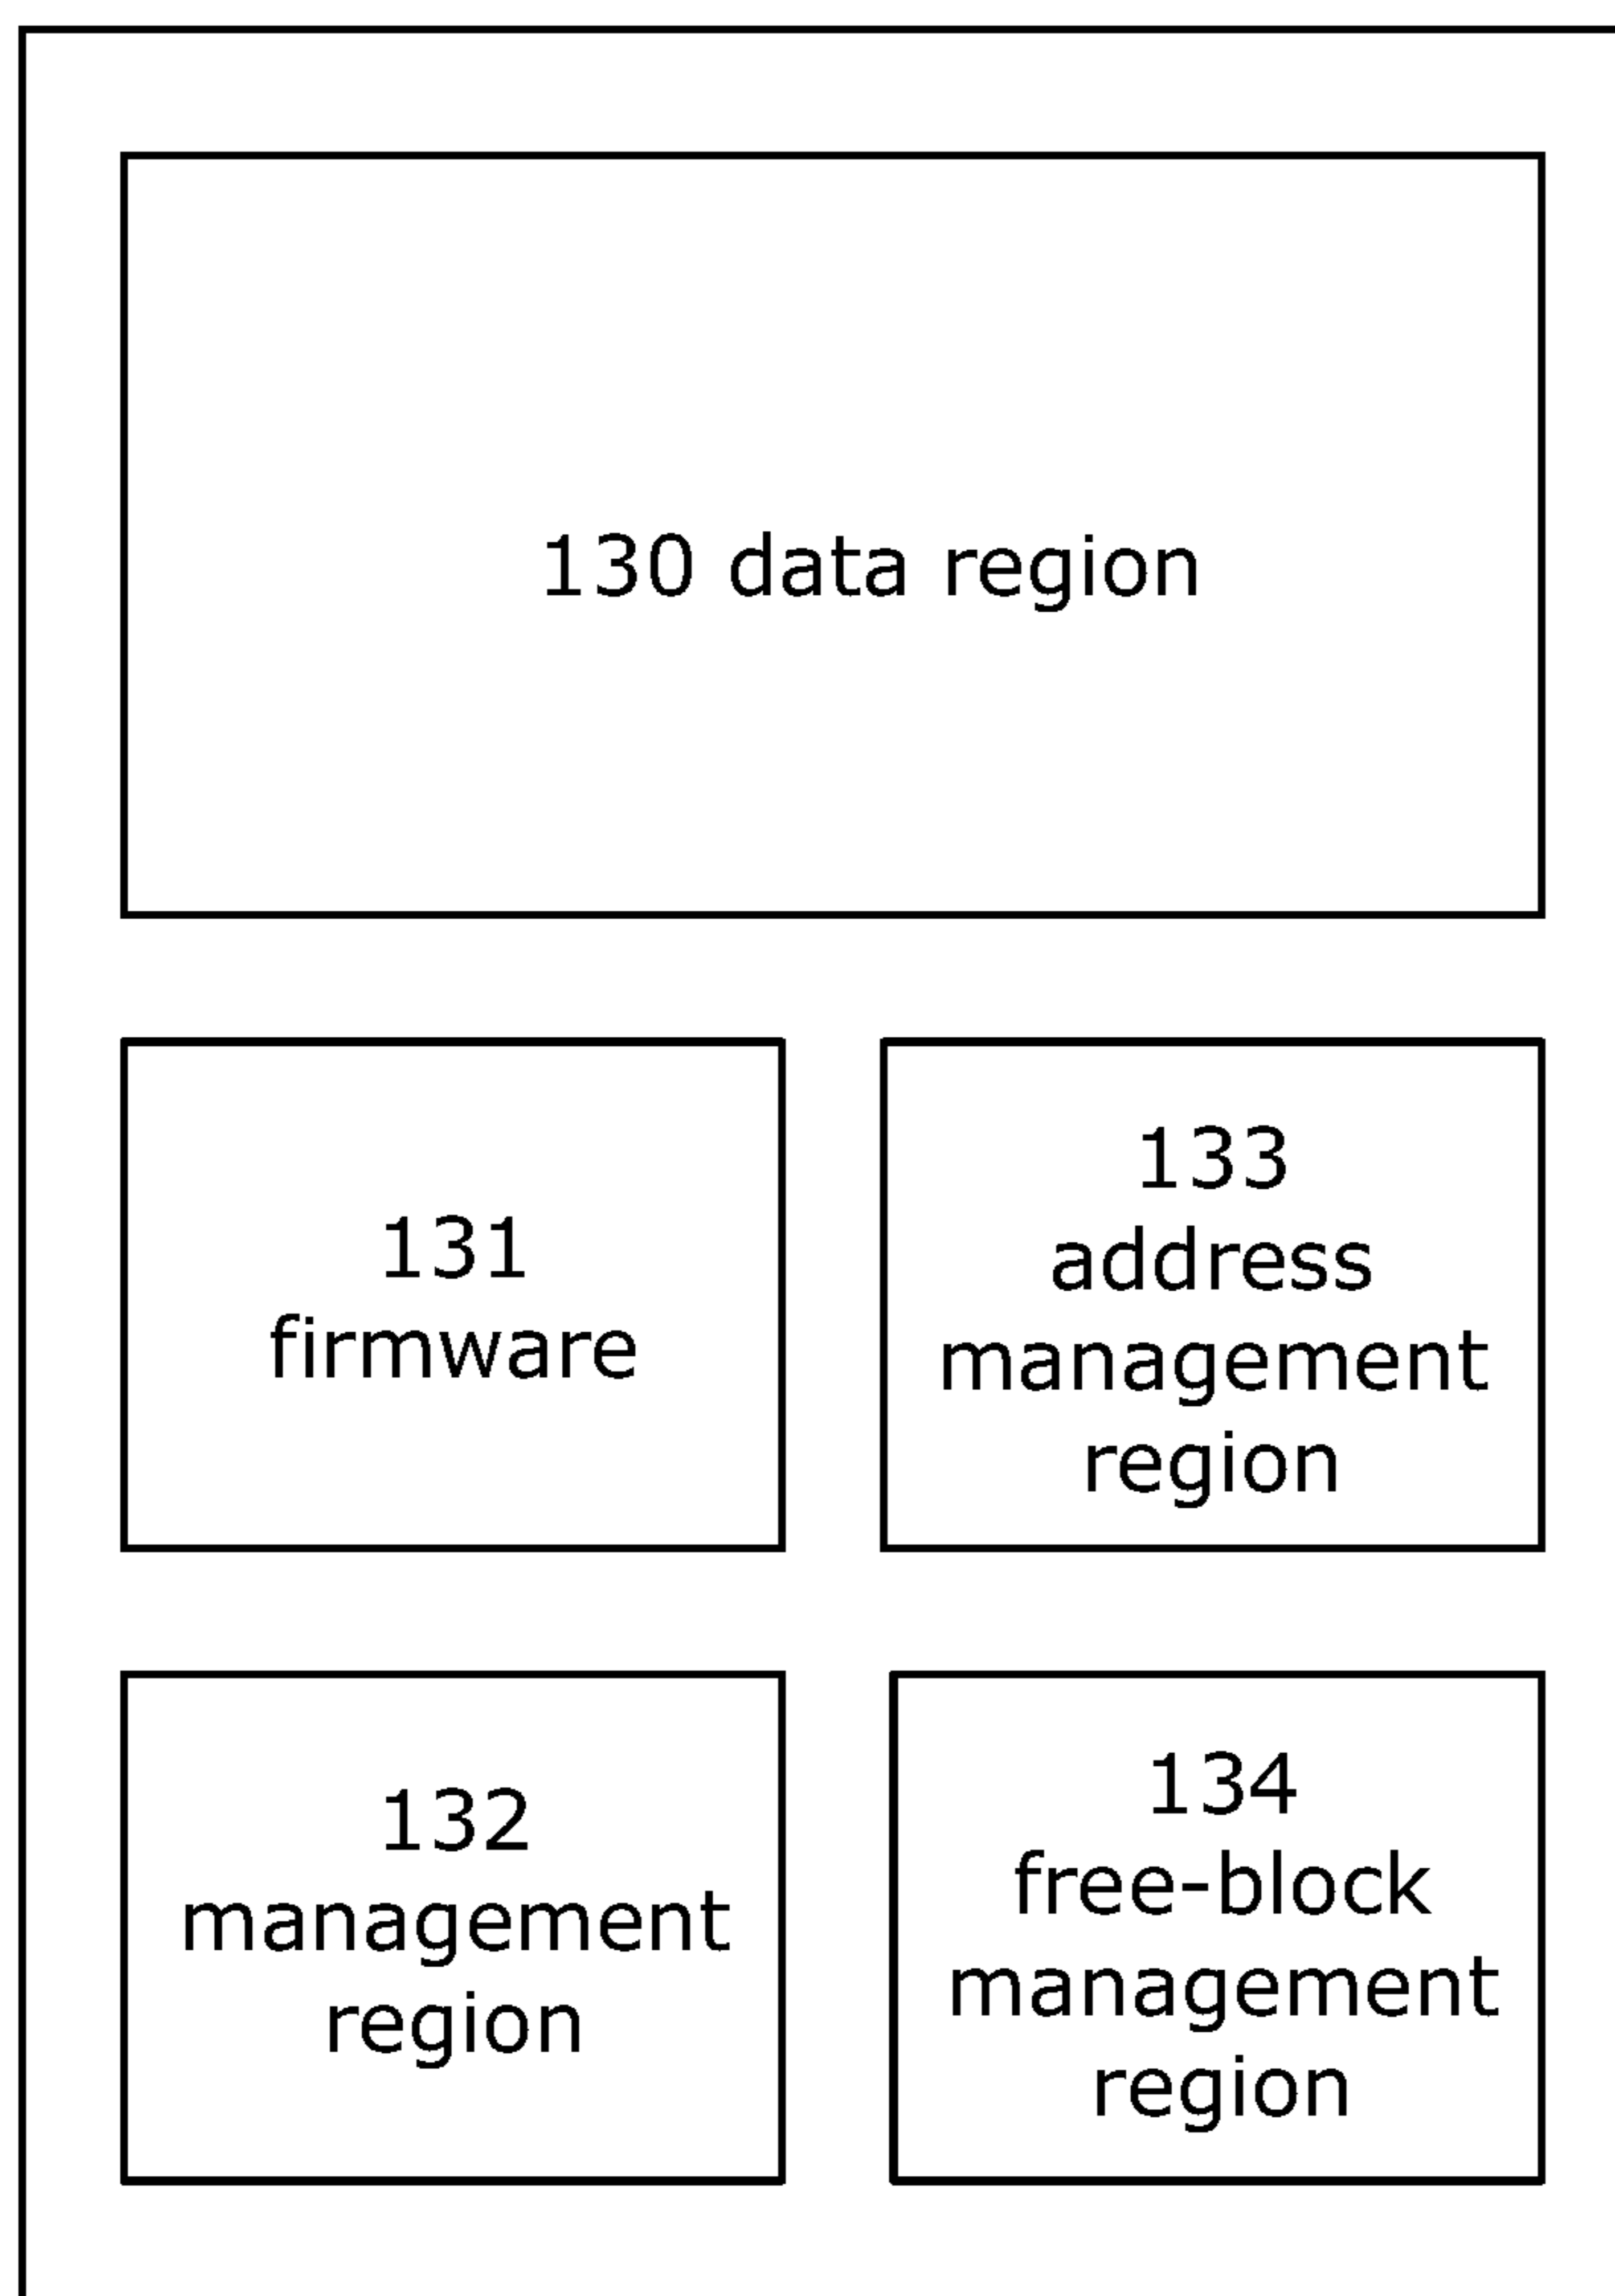 130 data region
131
firmware
133
address
management
region
132
management
region
134
free-block
management
region